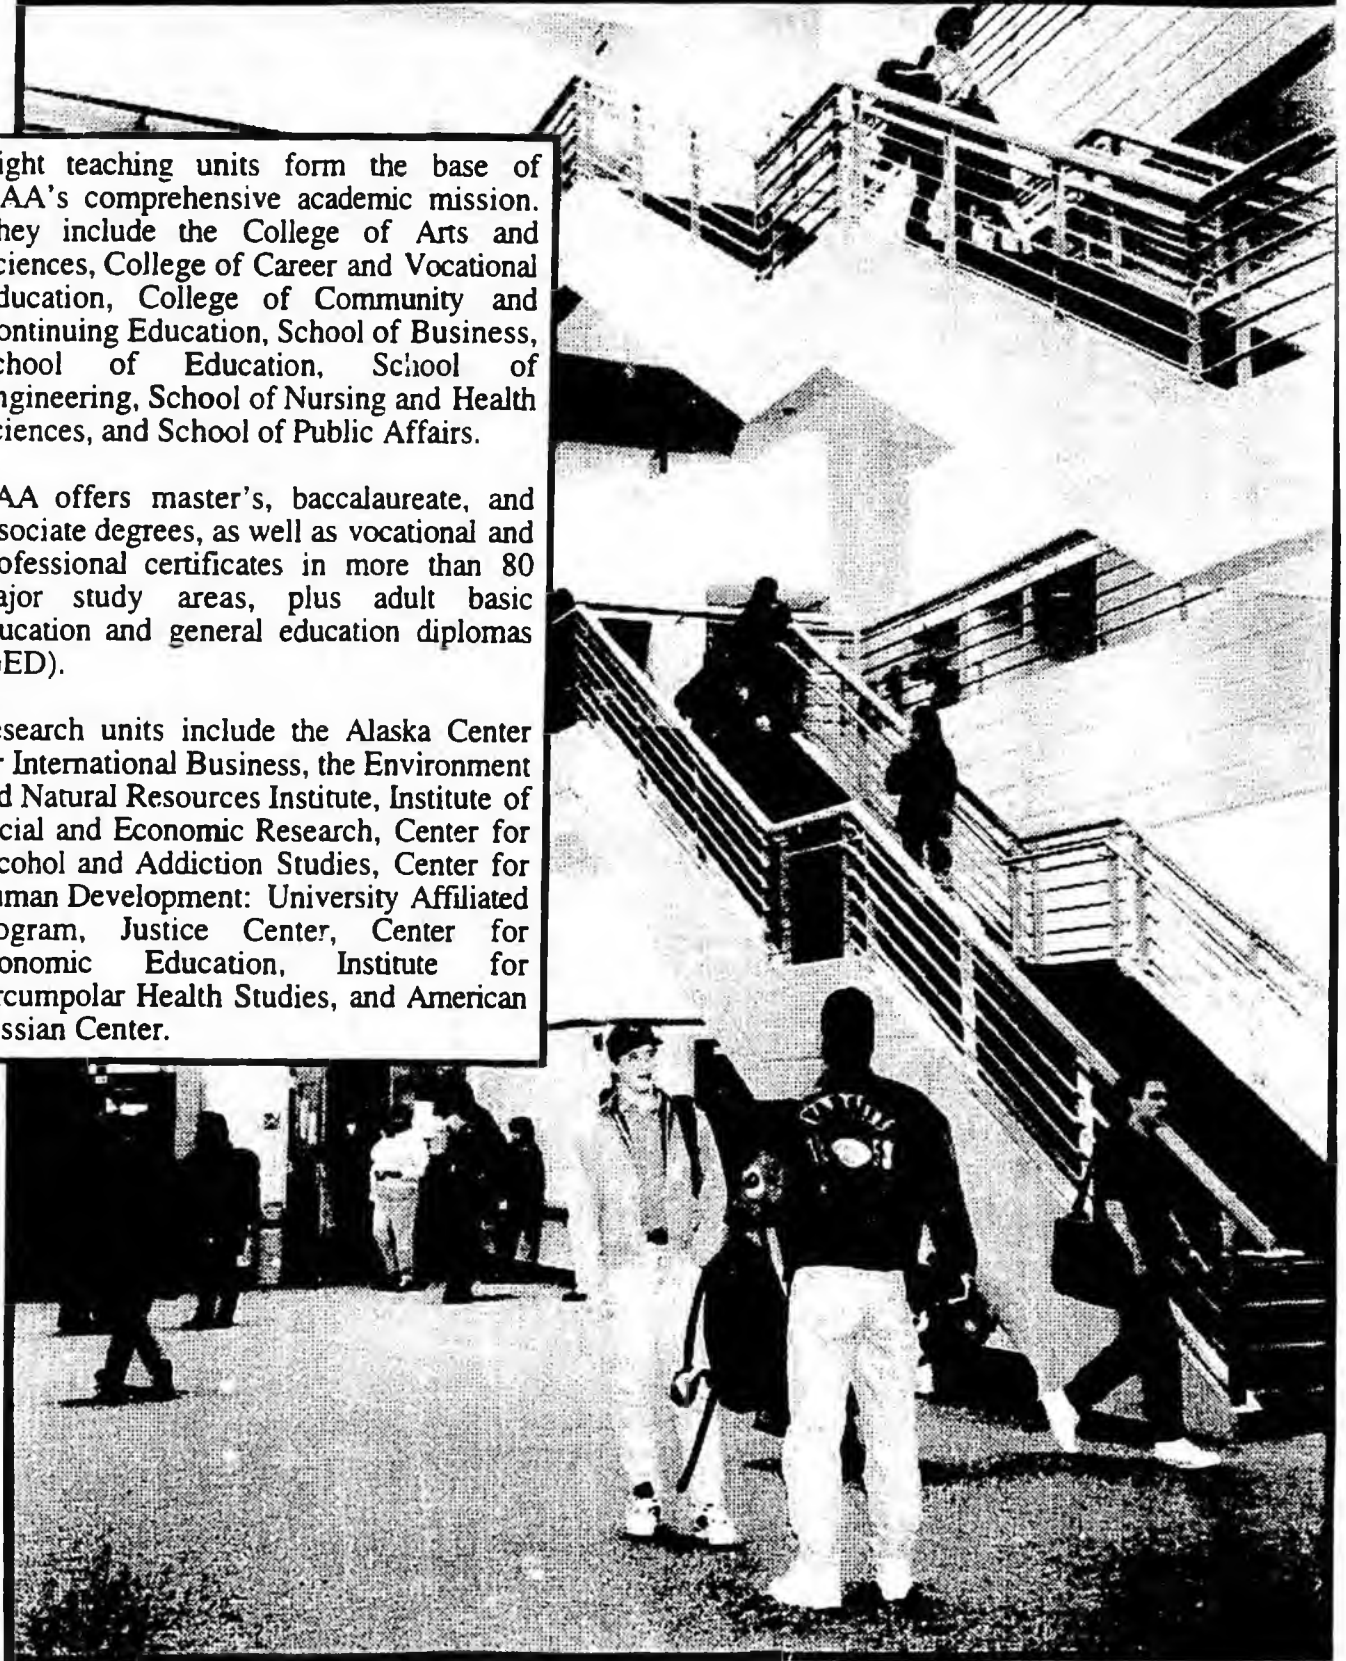 ight teaching units form the base of
AA's comprehensive academic mission.
hey include the College of Arts and
ciences, College of Career and Vocational
ducation, College of Community and
ontinuing Education, School of Business,
chool of Education, School of
ngineering, School of Nursing and Health
ciences, and School of Public Affairs.
AA offers master's, baccalaureate, and
sociate degrees, as well as vocational and
ofessional certificates in more than 80
ajor study areas, plus adult basic
ucation and general education diplomas
ED).
search units include the Alaska Center
r International Business, the Environment
d Natural Resources Institute, Institute of
cial and Economic Research, Center for
cohol and Addiction Studies, Center for
man Development: University Affiliated
ogram, Justice Center, Center for
onomic Education, Institute for
rcumpolar Health Studies, and American
ssian Center.